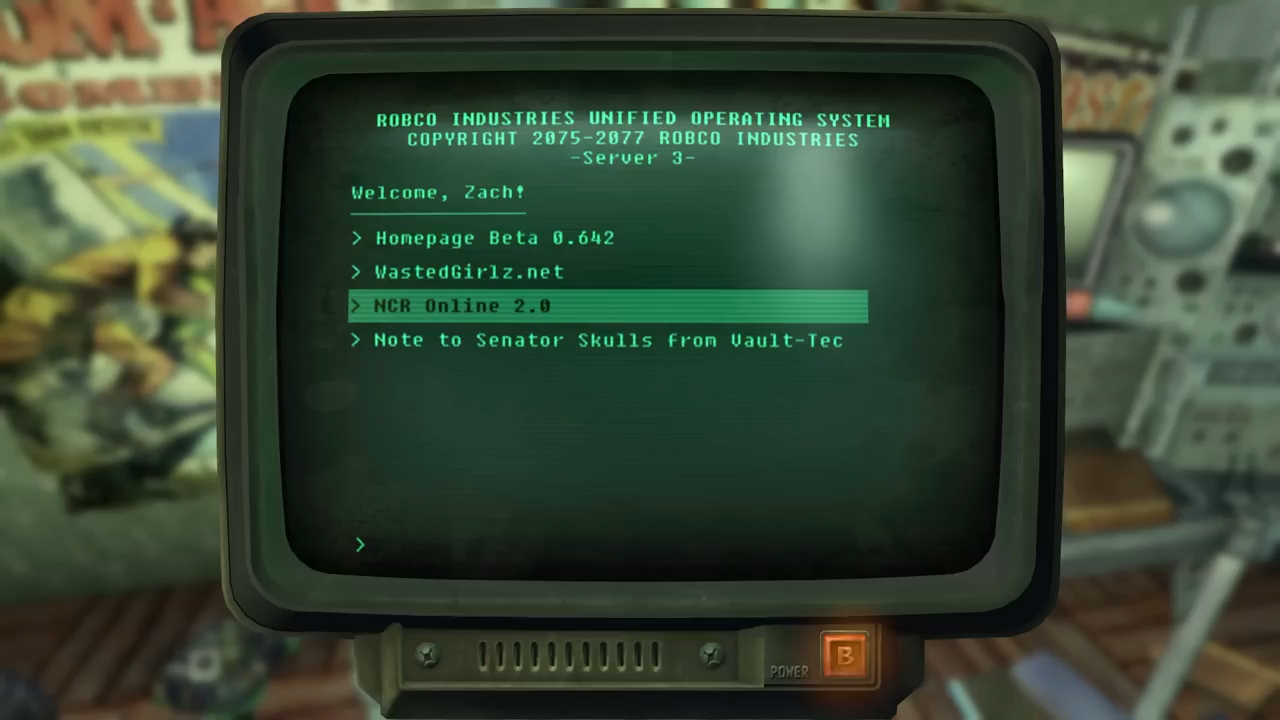 ROBCO INDUSTRIES UNIFIED OPERATING SYSTEM
COPYRIGHT 2075-2077 ROBCO INDUSTRIES
-Server 3-
Welcome, Zach!
> Homepage Beta 0.642
> WastedGirlz.net
> NCR Online 2.0
> Note to Senator Skulls from Vault-Tec
>
POWER
B